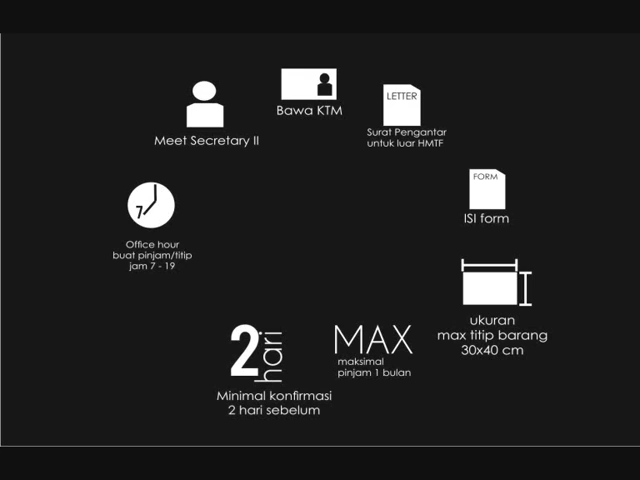 Meet Secretary II
Bawa KTM
LETTER
Surat Pengantar
untuk luar HMTF
FORM
ISI form
ukuran
max titip barang
30x40 cm
MAX
maksimal
pinjam 1 bulan
2 hari
Minimal konfirmasi
2 hari sebelum
7
Office hour
buat pinjam/titip
jam 7 - 19